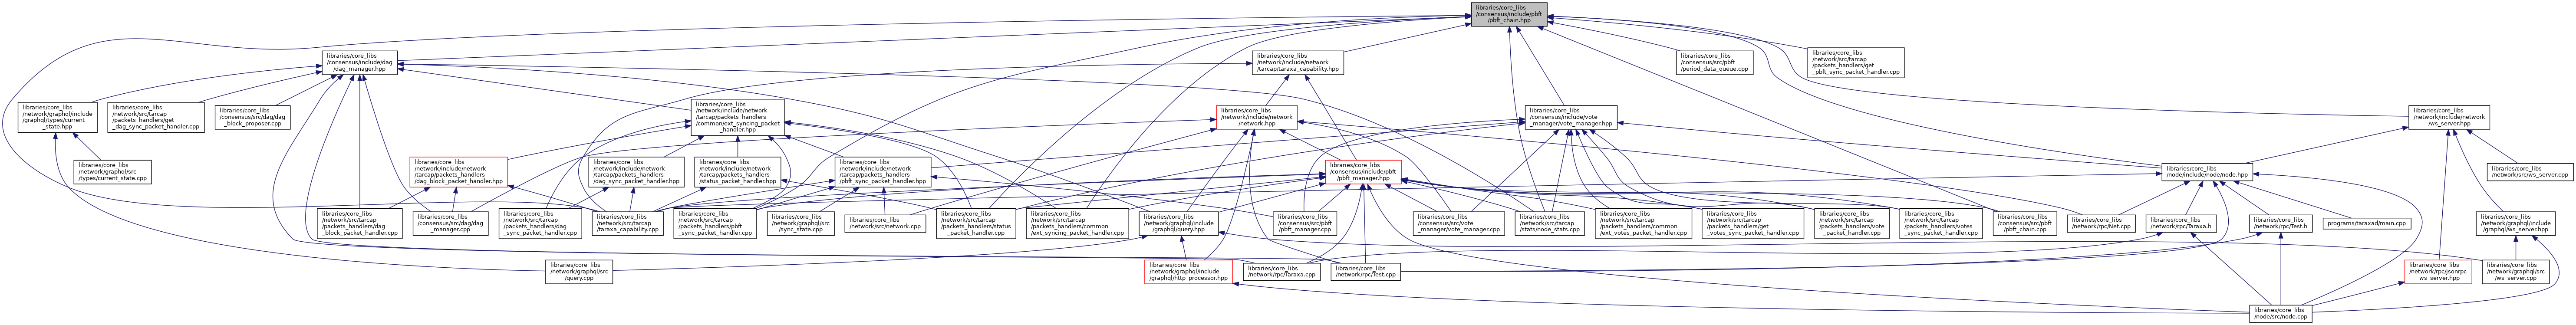 libraries/core_libs
/consensus/include/pbft
/pbft_chain.hpp
libraries/core_libs
/consensus/include/dag
/dag_manager.hpp
libraries/core_libs
/network/include/network
/tarcap/taraxa_capability.hpp
libraries/core_libs
/consensus/src/pbft
/period_data_queue.cpp
libraries/core_libs
/network/src/tarcap
/packets_handlers/get
_pbft_sync_packet_handler.cpp
libraries/core_libs
/network/graphql/include
/graphql/types/current
_state.hpp
libraries/core_libs
/network/src/tarcap
/packets_handlers/get
_dag_sync_packet_handler.cpp
libraries/core_libs
/consensus/src/dag/dag
_block_proposer.cpp
libraries/core_libs
/network/include/network
/tarcap/packets_handlers
/common/ext_syncing_packet
_handler.hpp
libraries/core_libs
/network/include/network
/network.hpp
libraries/core_libs
/consensus/include/vote
_manager/vote_manager.hpp
libraries/core_libs
/network/include/network
/ws_server.hpp
libraries/core_libs
/network/graphql/src
/types/current_state.cpp
libraries/core_libs
/network/include/network
/tarcap/packets_handlers
/dag_block_packet_handler.hpp
libraries/core_libs
/network/include/network
/tarcap/packets_handlers
/dag_sync_packet_handler.hpp
libraries/core_libs
/network/include/network
/tarcap/packets_handlers
/status_packet_handler.hpp
libraries/core_libs
/network/include/network
/tarcap/packets_handlers
/pbft_sync_packet_handler.hpp
libraries/core_libs
/consensus/include/pbft
/pbft_manager.hpp
libraries/core_libs
/node/include/node/node.hpp
libraries/core_libs
/network/src/ws_server.cpp
libraries/core_libs
/network/src/tarcap
/packets_handlers/dag
_block_packet_handler.cpp
libraries/core_libs
/consensus/src/dag/dag
_manager.cpp
libraries/core_libs
/network/src/tarcap
/packets_handlers/dag
_sync_packet_handler.cpp
libraries/core_libs
/network/src/tarcap
/taraxa_capability.cpp
libraries/core_libs
/network/src/tarcap
/packets_handlers/pbft
_sync_packet_handler.cpp
libraries/core_libs
/network/graphql/src
/sync_state.cpp
libraries/core_libs
/network/src/network.cpp
libraries/core_libs
/network/src/tarcap
/packets_handlers/status
_packet_handler.cpp
libraries/core_libs
/network/src/tarcap
/packets_handlers/common
/ext_syncing_packet_handler.cpp
libraries/core_libs
/network/graphql/include
/graphql/query.hpp
libraries/core_libs
/consensus/src/pbft
/pbft_manager.cpp
libraries/core_libs
/consensus/src/vote
_manager/vote_manager.cpp
libraries/core_libs
/network/src/tarcap
/stats/node_stats.cpp
libraries/core_libs
/network/src/tarcap
/packets_handlers/common
/ext_votes_packet_handler.cpp
libraries/core_libs
/network/src/tarcap
/packets_handlers/get
_votes_sync_packet_handler.cpp
libraries/core_libs
/network/src/tarcap
/packets_handlers/vote
_packet_handler.cpp
libraries/core_libs
/network/src/tarcap
/packets_handlers/votes
_sync_packet_handler.cpp
libraries/core_libs
/consensus/src/pbft
/pbft_chain.cpp
libraries/core_libs
/network/rpc/Net.cpp
libraries/core_libs
/network/rpc/Taraxa.h
libraries/core_libs
/network/rpc/Test.h
programs/taraxad/main.cpp
libraries/core_libs
/network/graphql/include
/graphql/ws_server.hpp
libraries/core_libs
/network/graphql/src
/query.cpp
libraries/core_libs
/network/graphql/include
/graphql/http_processor.hpp
libraries/core_libs
/network/rpc/Taraxa.cpp
libraries/core_libs
/network/rpc/Test.cpp
libraries/core_libs
/network/rpc/jsonrpc
_ws_server.hpp
libraries/core_libs
/network/graphql/src
/ws_server.cpp
libraries/core_libs
/node/src/node.cpp